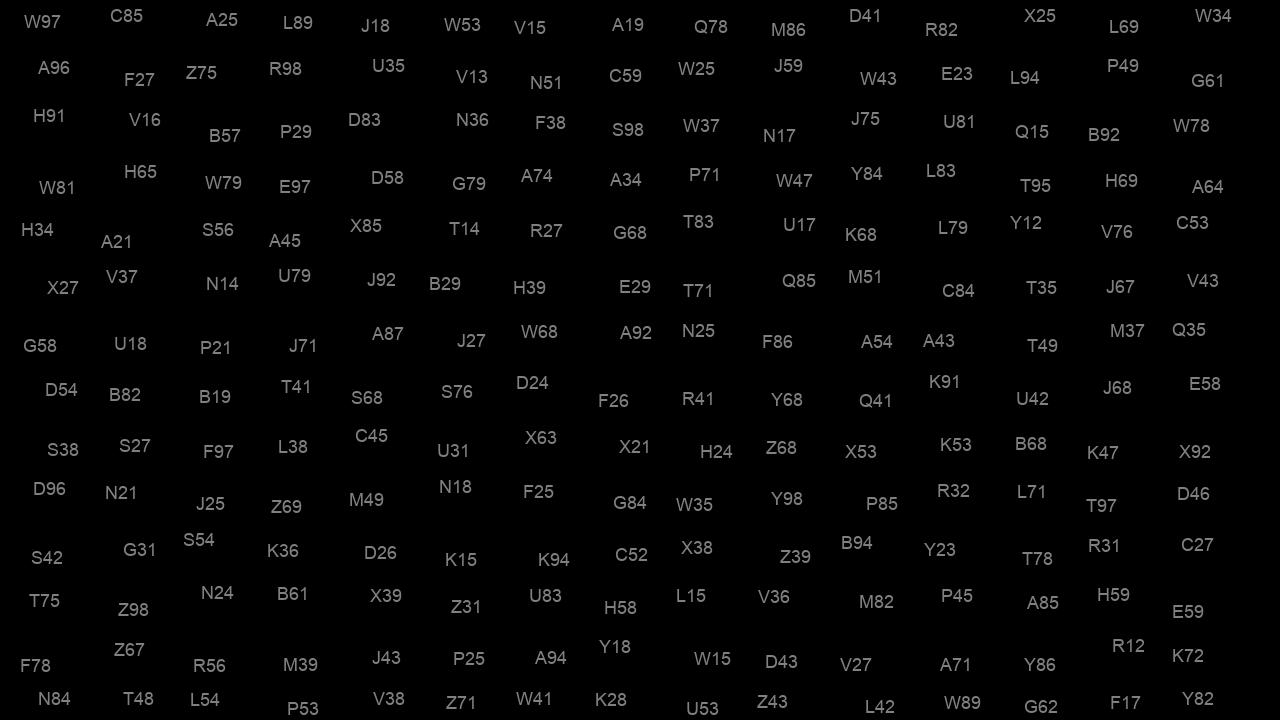 W97 C85 A25 L89 J18 W53 V15 A19 Q78 M86 D41 R82 X25 L69 W34
A96 F27 Z75 R98 U35 V13 N51 C59 W25 J59 W43 E23 L94 P49 G61
H91 V16 B57 P29 D83 N36 F38 S98 W37 N17 J75 U81 Q15 B92 W78
W81 H65 W79 E97 D58 G79 A74 A34 P71 W47 Y84 L83 T95 H69 A64
H34 A21 S56 A45 X85 T14 R27 G68 T83 U17 K68 L79 Y12 V76 C53
X27 V37 N14 U79 J92 B29 H39 E29 T71 Q85 M51 C84 T35 J67 V43
G58 U18 P21 J71 A87 J27 W68 A92 N25 F86 A54 A43 T49 M37 Q35
D54 B82 B19 T41 S68 S76 D24 F26 R41 Y68 Q41 K91 U42 J68 E58
S38 S27 F97 L38 C45 U31 X63 X21 H24 Z68 X53 K53 B68 K47 X92
D96 N21 J25 Z69 M49 N18 F25 G84 W35 Y98 P85 R32 L71 T97 D46
S42 G31 S54 K36 D26 K15 K94 C52 X38 Z39 B94 Y23 T78 R31 C27
T75 Z98 N24 B61 X39 Z31 U83 H58 L15 V36 M82 P45 A85 H59 E59
F78 Z67 R56 M39 J43 P25 A94 Y18 W15 D43 V27 A71 Y86 R12 K72
N84 T48 L54 P53 V38 Z71 W41 K28 U53 Z43 L42 W89 G62 F17 Y82